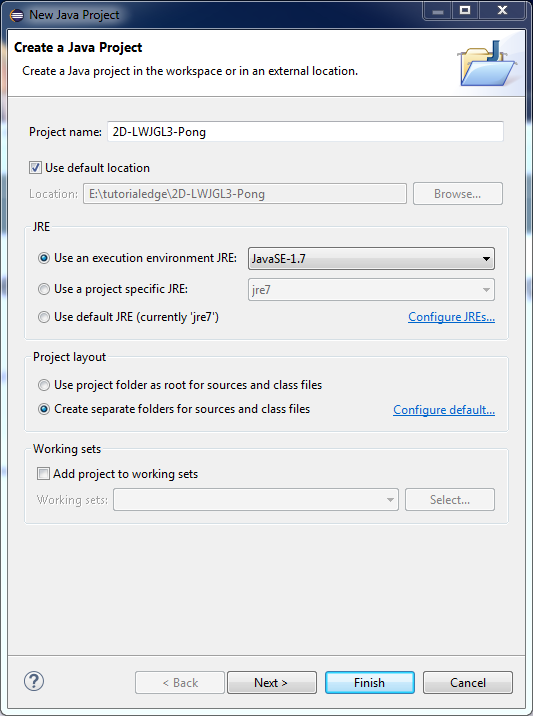 New Java Project
Create a Java Project
Create a Java project in the workspace or in an external location.
Project name: 2D-LWJGL3-Pong
Use default location
Location: E:\tutorialedge\2D-LWJGL3-Pong Browse...
JRE
Use an execution environment JRE: JavaSE-1.7
Use a project specific JRE: jre7
Use default JRE (currently 'jre7') Configure JREs...
Project layout
Use project folder as root for sources and class files
Create separate folders for sources and class files Configure default...
Working sets
Add project to working sets
Working sets: Select...
? < Back Next > Finish Cancel